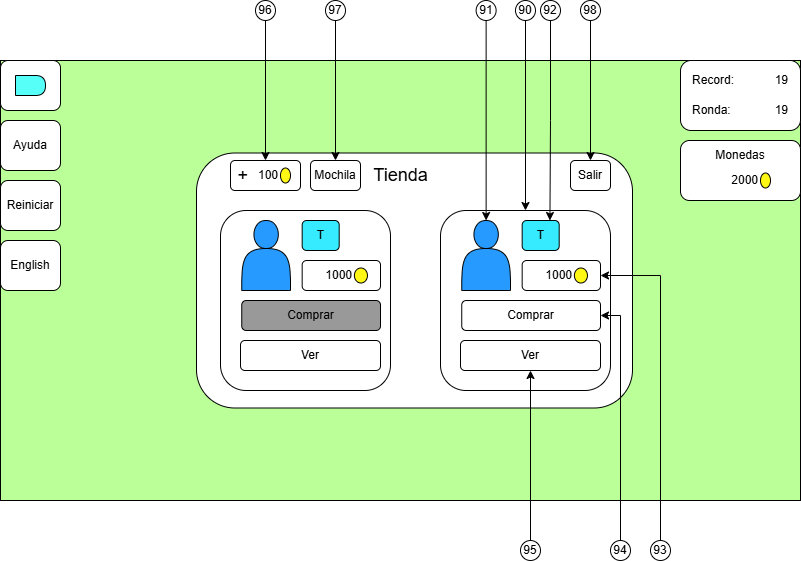 96
97
91
90
92
98
Record: 19
Ayuda
Ronda: 19
Monedas
+ 100
Mochila
Tienda
Salir
2000
Reiniciar
English
T
1000
Comprar
Ver
T
1000
Comprar
Ver
95
94
93